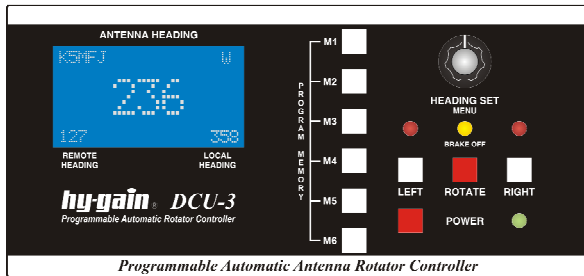 ANTENNA HEADING
K5MFJ W
236
127 358
REMOTE HEADING
LOCAL HEADING
hy-gain® DCU-3
Programmable Automatic Rotator Controller
PROGRAM MEMORY
M1
M2
M3
M4
M5
M6
HEADING SET
MENU
BRAKE OFF
LEFT ROTATE RIGHT
POWER
Programmable Automatic Antenna Rotator Controller